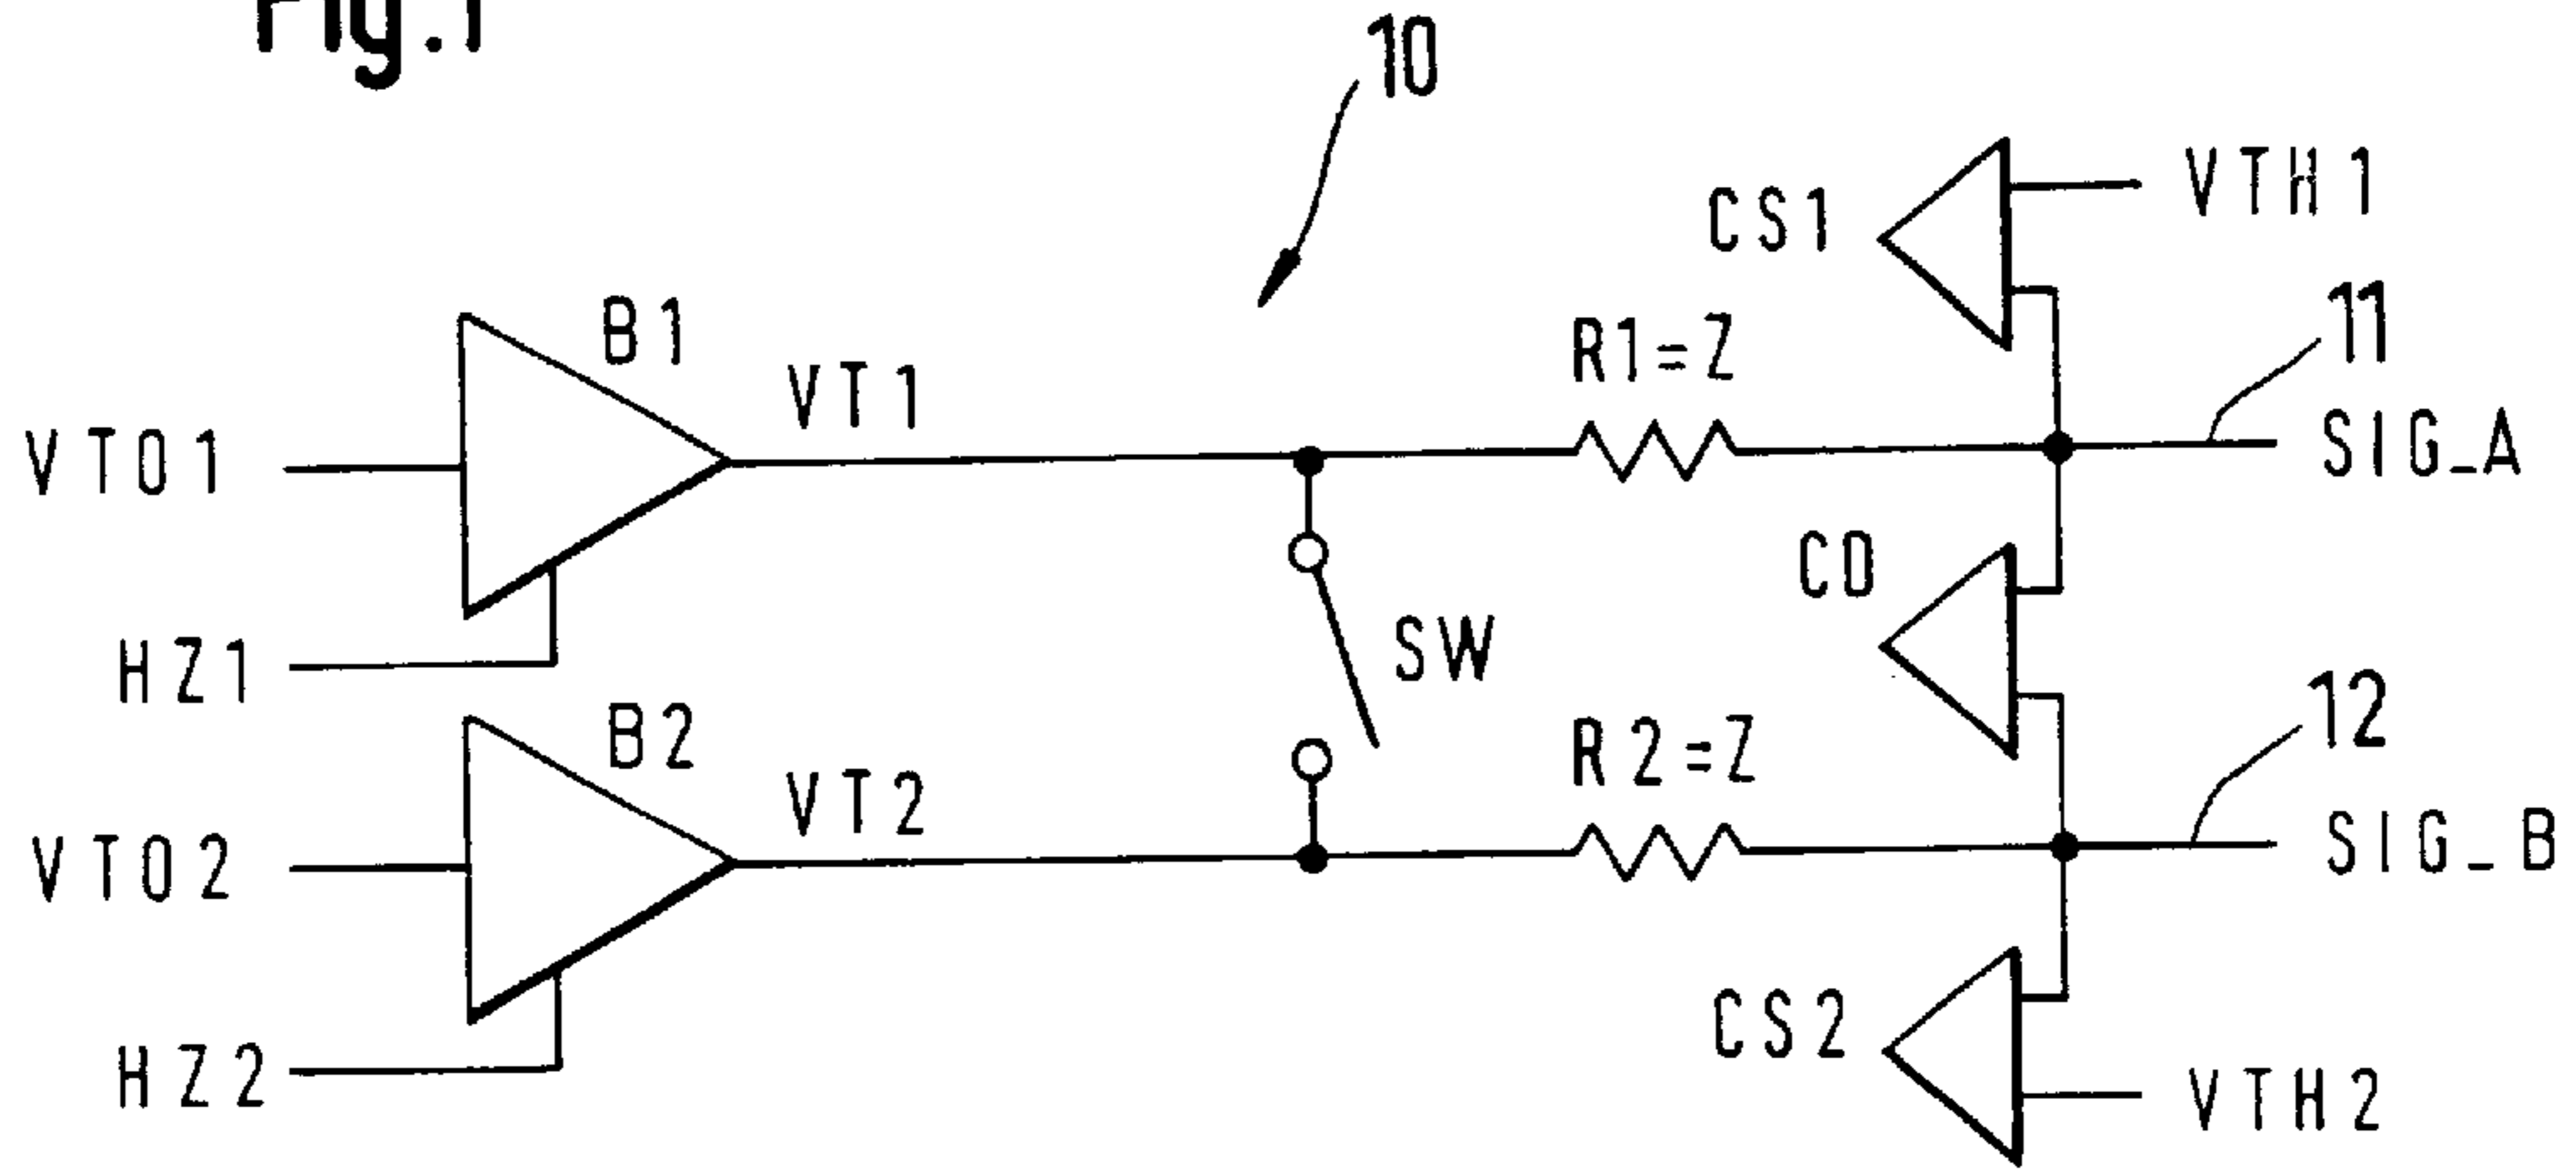 Fig.1
10
CS1
VTH1
11
B1
VT1
R1=Z
VT01
SIG_A
CD
HZ1
SW
B2
VT2
R2=Z
12
VT02
SIG_B
CS2
HZ2
VTH2